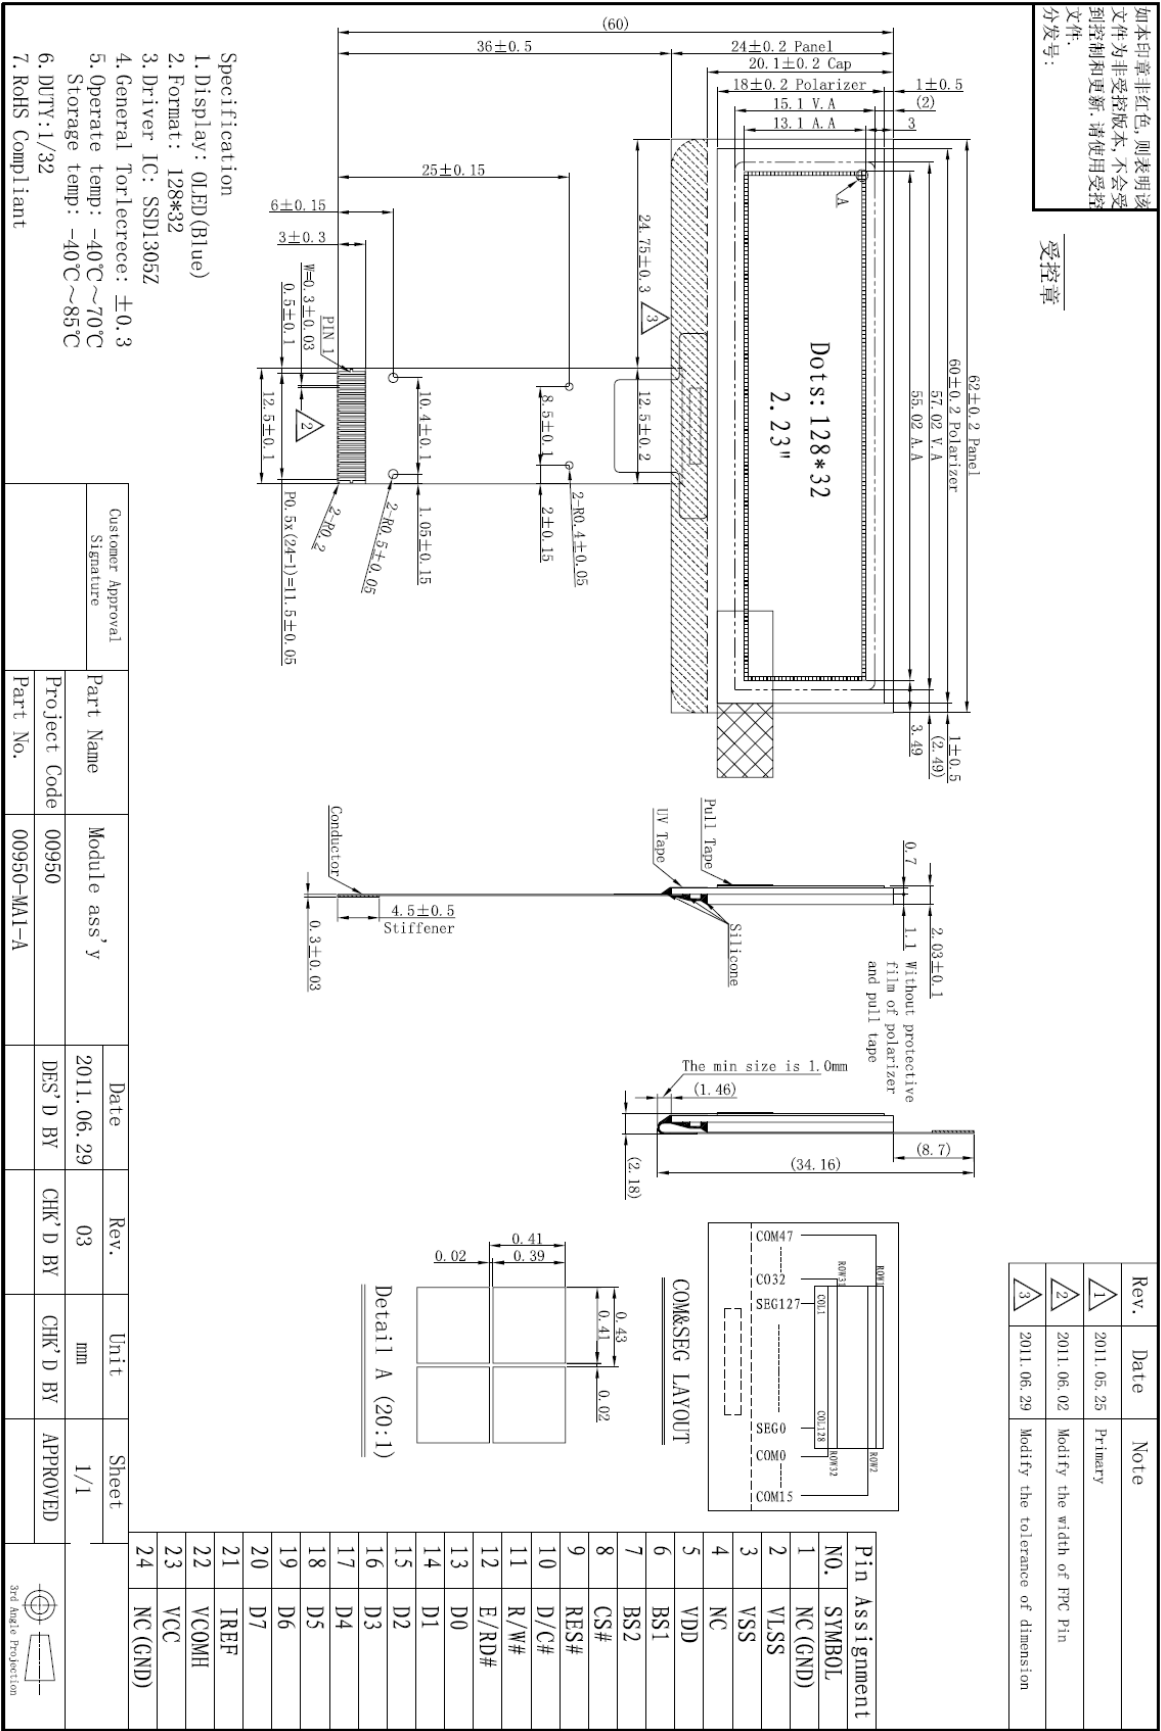 如本印章非红色,则表明该
文件为非受控版本,不会受
到控制和更新.请使用受控
文件.
分发号:
受控章
Rev. Date Note
1 2011.05.25 Primary
2 2011.06.02 Modify the width of FPC Pin
3 2011.06.29 Modify the tolerance of dimension
62±0.2 Panel
60±0.2 Polarizer
57.02 V.A
55.02 A.A
1±0.5
(2.49)
3.49
(60)
36±0.5
24±0.2 Panel
20.1±0.2 Cap
18±0.2 Polarizer
15.1 V.A
13.1 A.A
1±0.5
(2)
3
A
Dots:128*32
2.23"
25±0.15
6±0.15
3±0.3
24.75±0.3
3
12.5±0.2
8.5±0.1
2±0.15
2-R0.4±0.05
10.4±0.1
1.05±0.15
2-R0.5±0.05
2-R0.2
PIN 1
W=0.3±0.03
0.5±0.1
2
P0.5x(24-1)=11.5±0.05
12.5±0.1
0.7
2.03±0.1
1.1
Without protective
film of polarizer
and pull tape
Pull Tape
UV Tape
Silicone
Conductor
4.5±0.5
Stiffener
0.3±0.03
The min size is 1.0mm
(1.46)
(2.18)
(8.7)
(34.16)
COM47
CO32
SEG127
SEG0
COM0
COM15
ROW1
ROW31
COL1
COL128
ROW32
ROW2
COM&SEG LAYOUT
0.43
0.41
0.02
0.41
0.39
0.02
Detail A (20:1)
Specification
1.Display: OLED(Blue)
2.Format: 128*32
3.Driver IC: SSD1305Z
4.General Torlecrece: ±0.3
5.Operate temp: -40℃～70℃
Storage temp: -40℃～85℃
6.DUTY:1/32
7.RoHS Compliant
Pin Assignment
NO. SYMBOL
1 NC(GND)
2 VLSS
3 VSS
4 NC
5 VDD
6 BS1
7 BS2
8 CS#
9 RES#
10 D/C#
11 R/W#
12 E/RD#
13 D0
14 D1
15 D2
16 D3
17 D4
18 D5
19 D6
20 D7
21 IREF
22 VCOMH
23 VCC
24 NC(GND)
Customer Approval
Signature
Part Name Module ass'y
Project Code 00950
Part No. 00950-MA1-A
Date Rev. Unit Sheet
2011.06.29 03 mm 1/1
DES'D BY CHK'D BY CHK'D BY APPROVED
3rd Angle Projection